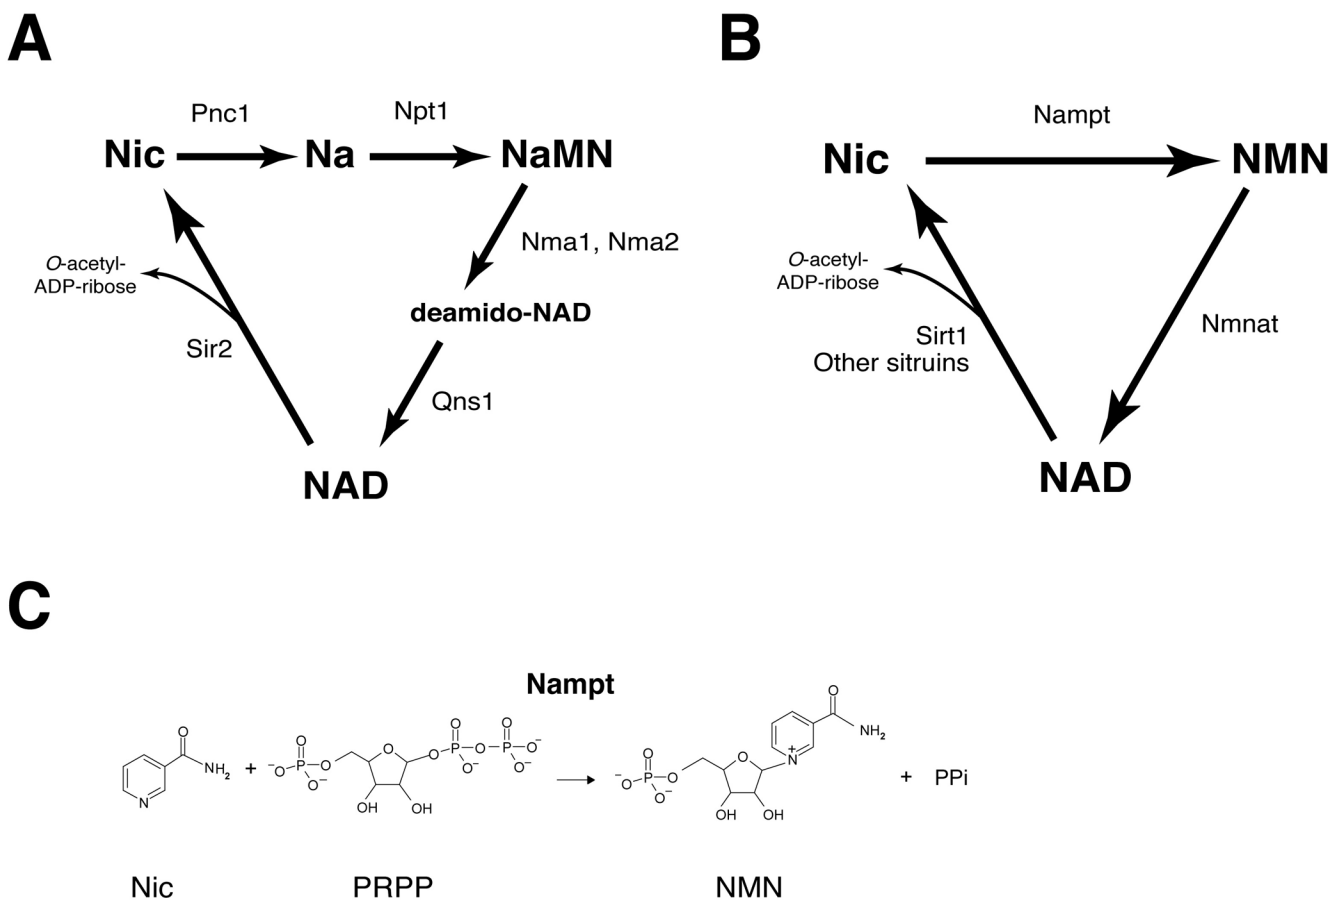 A
Pnc1
Npt1
Nic
Na
NaMN
Nma1, Nma2
O-acetyl-
ADP-ribose
deamido-NAD
Sir2
Qns1
NAD
B
Nampt
Nic
NMN
O-acetyl-
ADP-ribose
Sirt1
Other sitruins
Nmnat
NAD
C
Nampt
O
NH2
N
+
O
−O
P
O
O−
O
OH
OH
O
O
P
O−
O
O
P
O−
O−
O
−O
P
O
O−
O
OH
OH
N+
O
NH2
+ PPi
Nic
PRPP
NMN